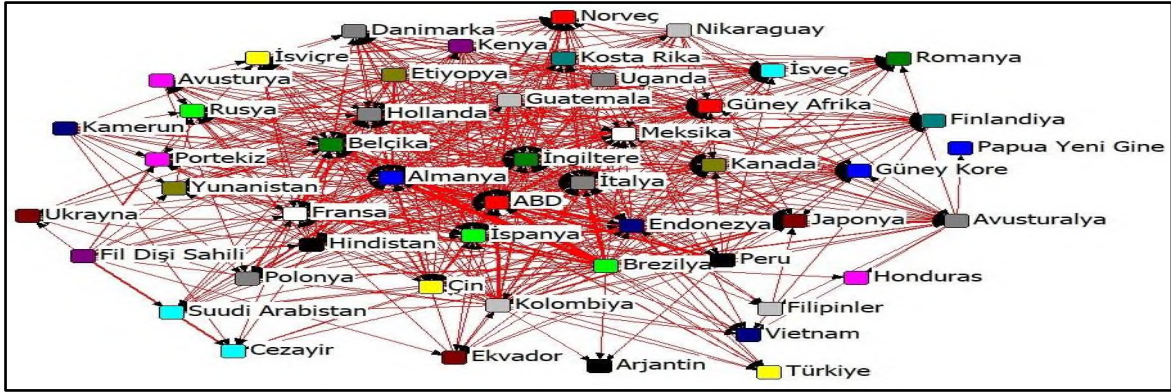 Norveç
Danimarka
Nikaraguay
Kenya
İsviçre
Kosta Rika
Romanya
Avusturya
Etiyopya
Uganda
İsveç
Rusya
Guatemala
Güney Afrika
Hollanda
Kamerun
Meksika
Finlandiya
Belçika
Papua Yeni Gine
Portekiz
İngiltere
Kanada
Güney Kore
Almanya
Yunanistan
İtalya
ABD
Ukrayna
Fransa
Endonezya
Japonya
Avusturalya
İspanya
Hindistan
Fil Dişi Sahili
Peru
Brezilya
Polonya
Honduras
Çin
Kolombiya
Suudi Arabistan
Filipinler
Vietnam
Cezayir
Ekvador
Arjantin
Türkiye